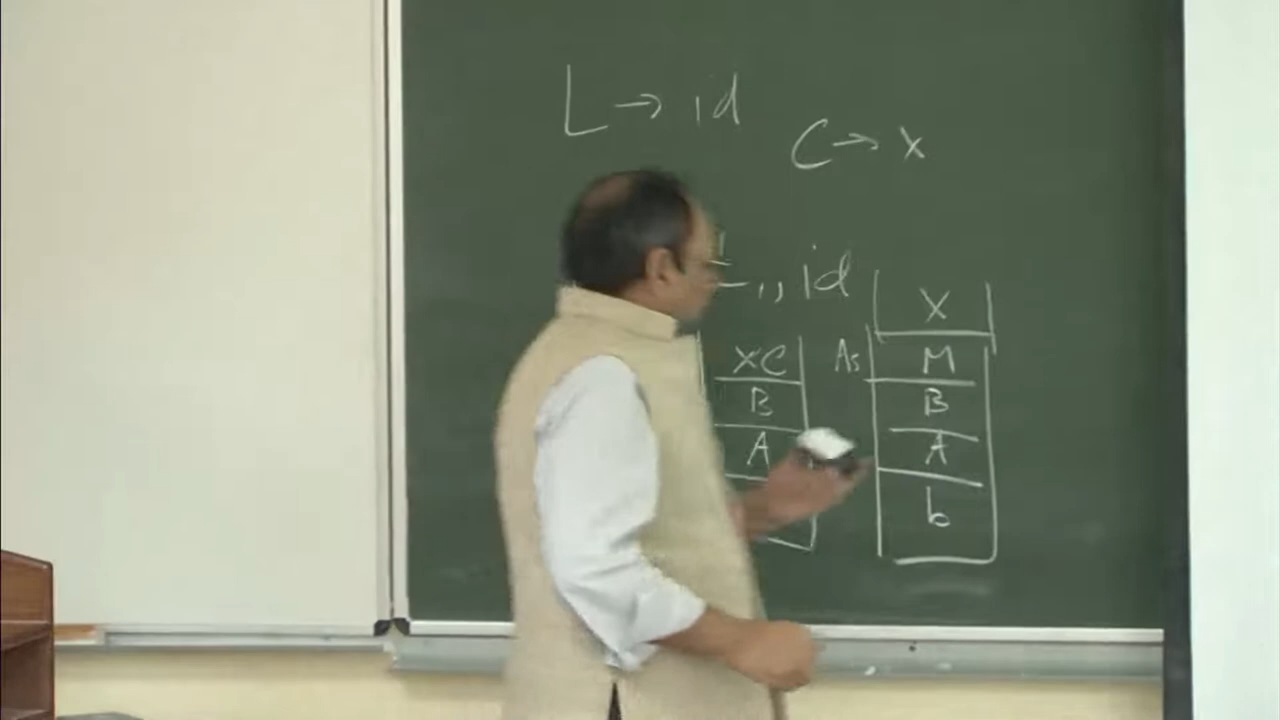 L → id
C → x
L , id
X
XC As M
B B
A A
b